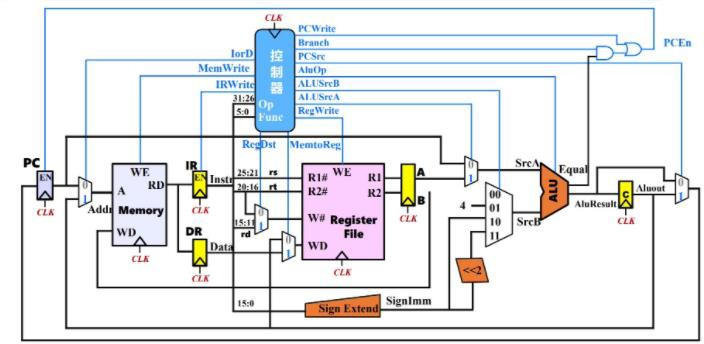 CLK
PCWrite
Branch
PCEn
PCSrc
IorD
控制器
MemWrite
AluOp
IRWrite
ALUSrcB
31:26
Op
ALUSrcA
5:0
Func
RegWrite
RegDst
MemtoReg
PC
IR
EN
WE
EN
Instr
25:21
rs
R1#
WE
R1
A
0
1
SrcA
Equal
0
1
CLK
0
1
A
RD
CLK
20:16
rt
R2#
R2
B
00
ALU
C
Aluout
Addr
Memory
4
01
AluResult
15:11
rd
0
1
W#
Register
File
CLK
10
SrcB
CLK
WD
DR
Data
0
1
WD
11
CLK
CLK
CLK
<<2
15:0
Sign Extend
SignImm